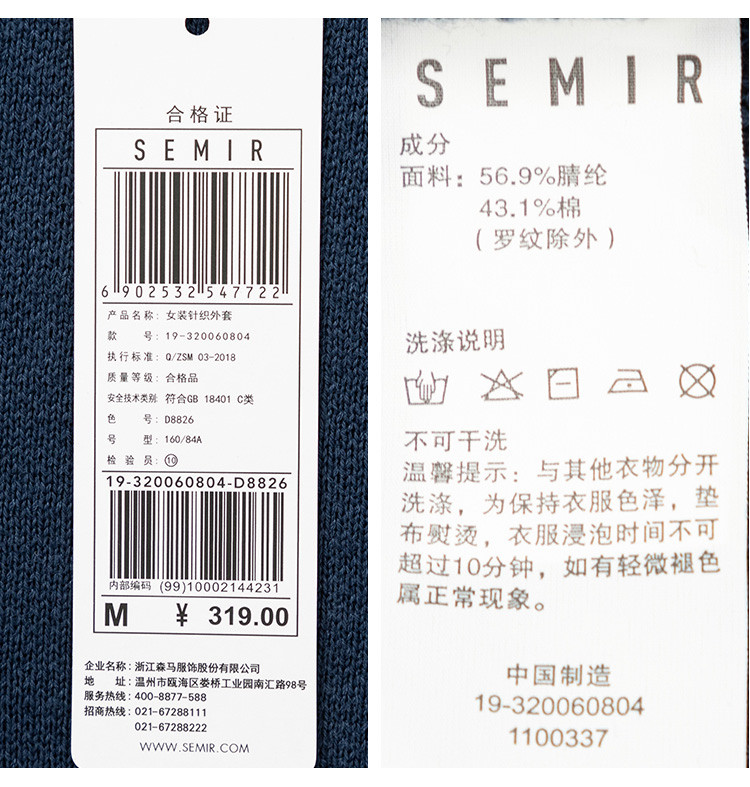 合格证
SEMIR
6 902532 547722
产品名称: 女装针织外套
款 号: 19-320060804
执行标准: Q/ZSM 03-2018
质量等级: 合格品
安全技术类别: 符合GB 18401 C类
色 号: D8826
号 型: 160/84A
检 验 员: ⑩
19-320060804-D8826
内部编码 (99)10002144231
M ¥ 319.00
企业名称: 浙江森马服饰股份有限公司
地 址: 温州市瓯海区娄桥工业园南汇路98号
服务热线: 400-8877-588
招商热线: 021-67288111
021-67288222
WWW.SEMIR.COM
SEMIR
成分
面料: 56.9%腈纶
43.1%棉
(罗纹除外)
洗涤说明
不可干洗
温馨提示: 与其他衣物分开
洗涤, 为保持衣服色泽, 垫
布熨烫, 衣服浸泡时间不可
超过10分钟, 如有轻微褪色
属正常现象。
中国制造
19-320060804
1100337